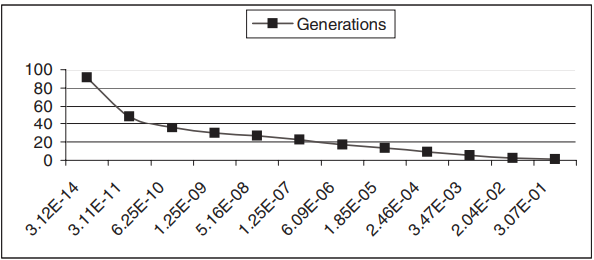 Generations
100
80
60
40
20
0
3.12E-14
3.11E-11
6.25E-10
1.25E-09
5.16E-08
1.25E-07
6.09E-06
1.85E-05
2.46E-04
3.47E-03
2.04E-02
3.07E-01